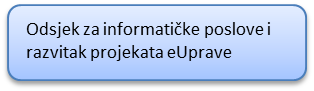 Odsjek za informatičke poslove i
razvitak projekata eUprave